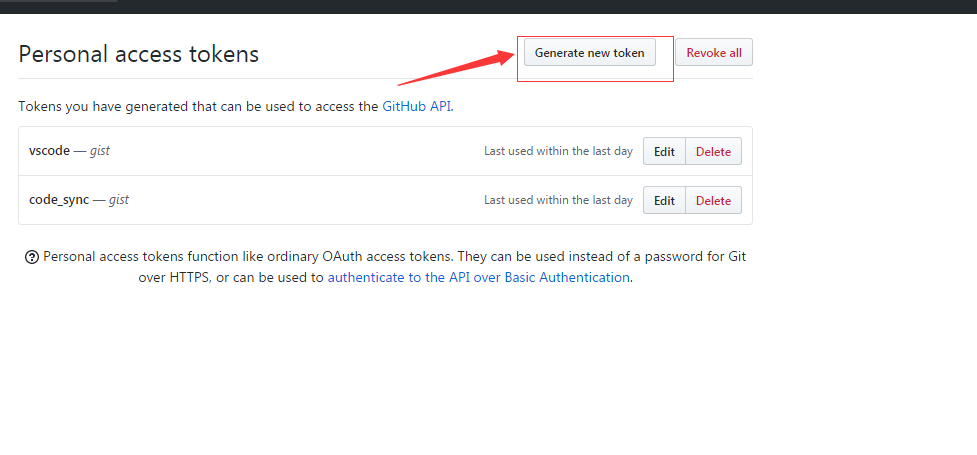 Personal access tokens
Generate new token
Revoke all
Tokens you have generated that can be used to access the GitHub API.
vscode — gist
Last used within the last day
Edit
Delete
code_sync — gist
Last used within the last day
Edit
Delete
Personal access tokens function like ordinary OAuth access tokens. They can be used instead of a password for Git
over HTTPS, or can be used to authenticate to the API over Basic Authentication.